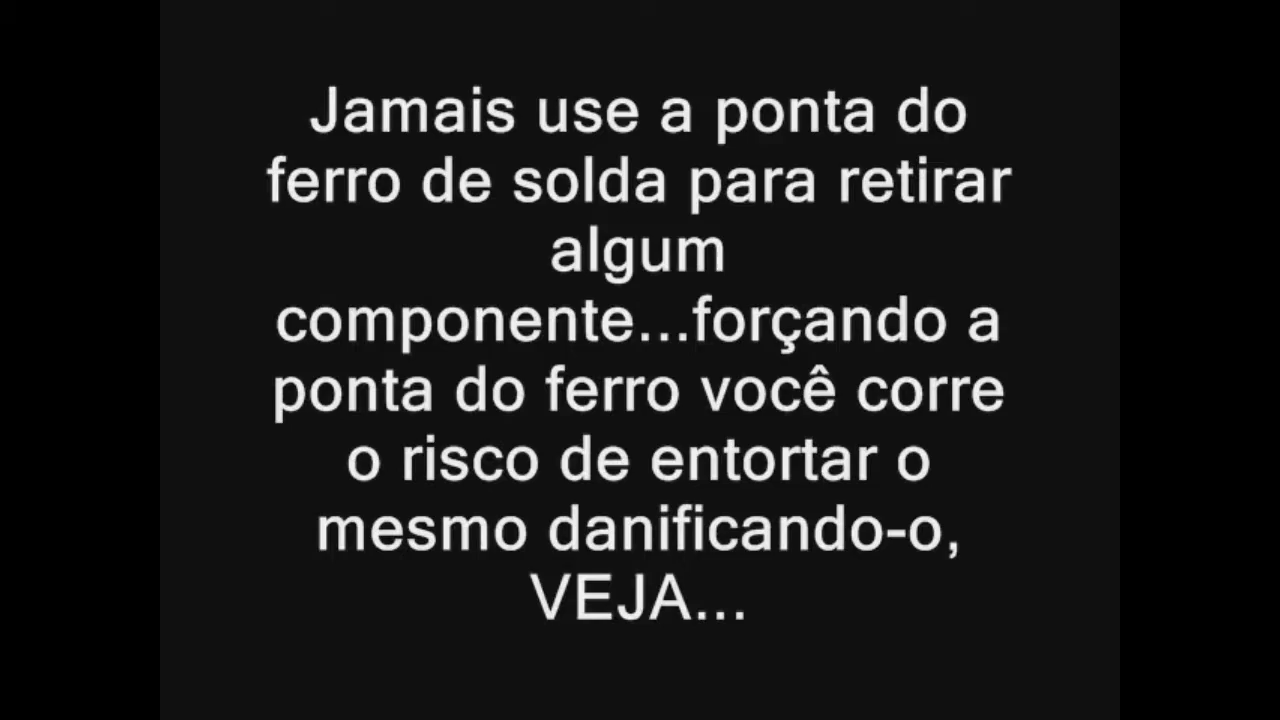 Jamais use a ponta do
ferro de solda para retirar
algum
componente...forçando a
ponta do ferro você corre
o risco de entortar o
mesmo danificando-o,
VEJA...